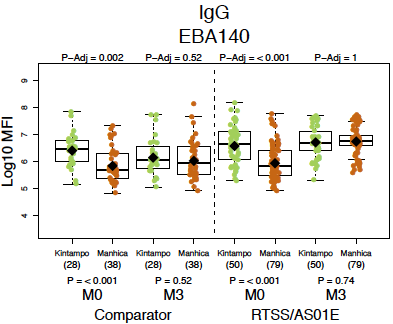 IgG
EBA140
P−Adj = 0.002 P−Adj = 0.52 P−Adj = <0.001 P−Adj = 1
Log10 MFI
9
8
7
6
5
4
Kintampo Manhica Kintampo Manhica Kintampo Manhica Kintampo Manhica
(28) (38) (28) (38) (50) (79) (50) (79)
P = <0.001 P = 0.52 P = <0.001 P = 0.74
M0 M3 M0 M3
Comparator RTSS/AS01E